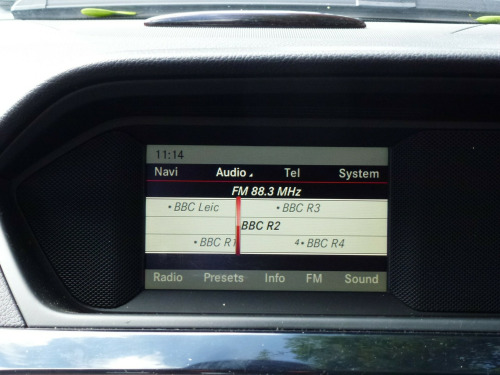 11:14
Navi Audio Tel System
FM 88.3 MHz
• BBC Leic • BBC R3
BBC R2
• BBC R1 4• BBC R4
Radio Presets Info FM Sound